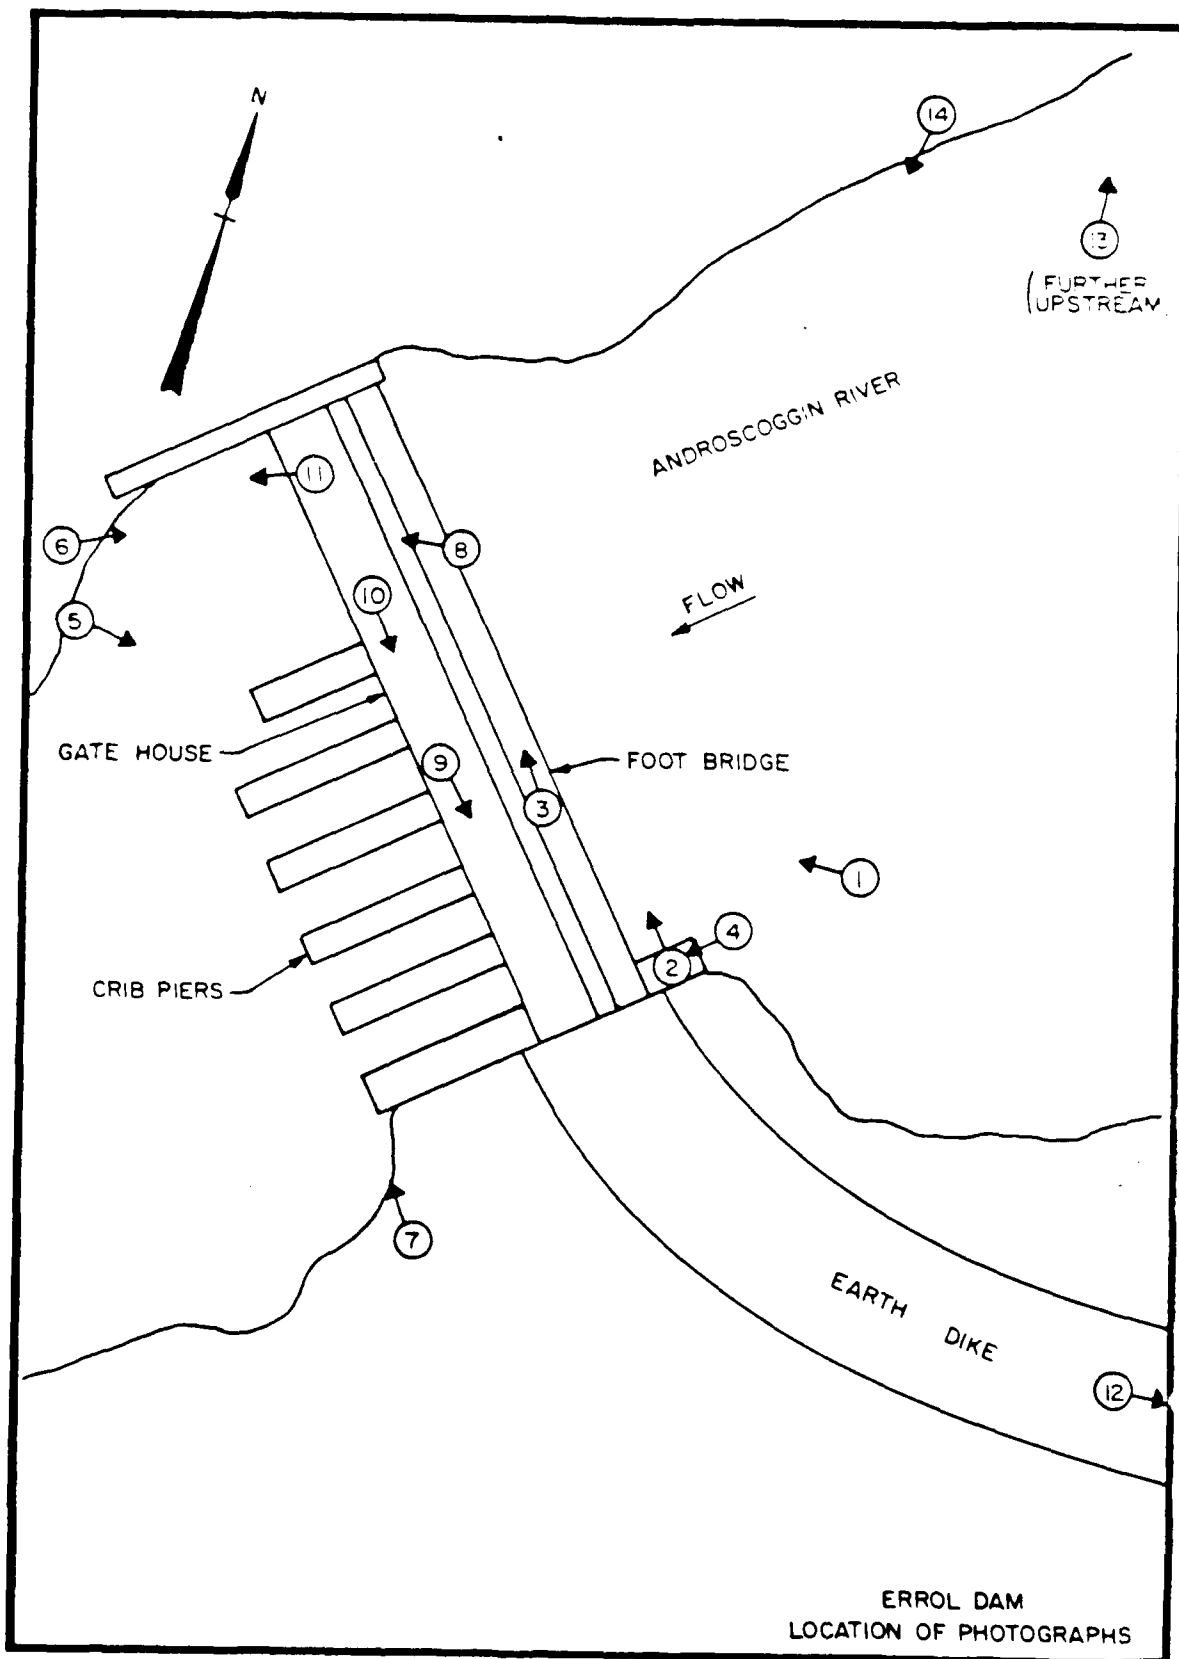 N
14
13
(FURTHER
UPSTREAM
ANDROSCOGGIN RIVER
11
6
8
10
FLOW
5
GATE HOUSE
9
FOOT BRIDGE
3
1
4
2
CRIB PIERS
7
EARTH DIKE
12
ERROL DAM
LOCATION OF PHOTOGRAPHS